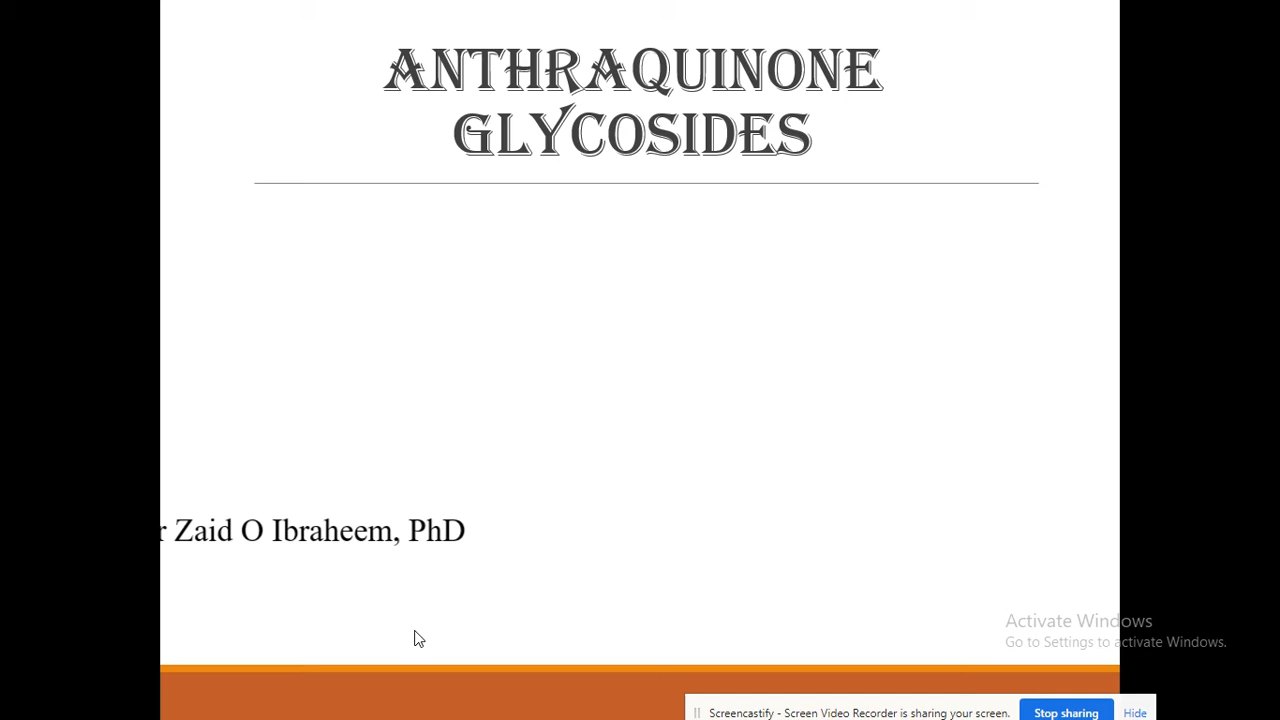 ANTHRAQUINONE
GLYCOSIDES
r Zaid O Ibraheem, PhD
Activate Windows
Go to Settings to activate Windows.
Screencastify - Screen Video Recorder is sharing your screen.
Stop sharing
Hide